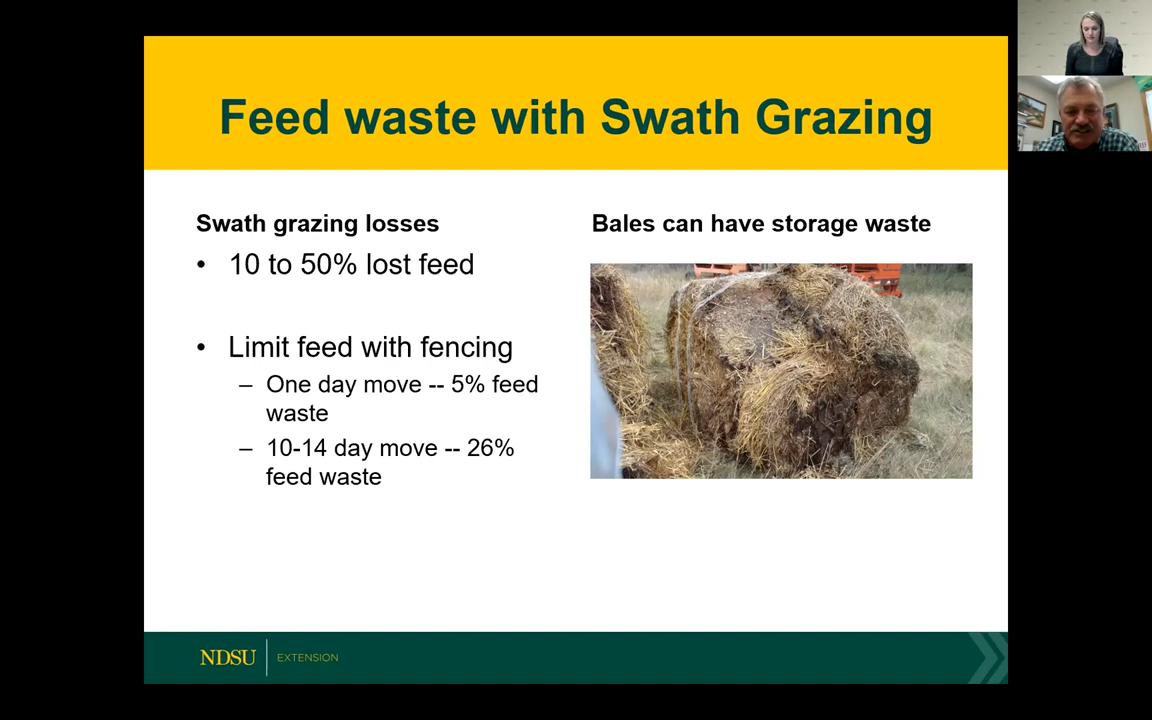 Feed waste with Swath Grazing
Swath grazing losses
• 10 to 50% lost feed
• Limit feed with fencing
– One day move -- 5% feed
waste
– 10-14 day move -- 26%
feed waste
Bales can have storage waste
NDSU EXTENSION